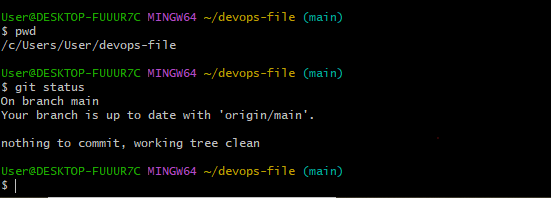 User@DESKTOP-FUUUR7C MINGW64 ~/devops-file (main)
$ pwd
/c/Users/User/devops-file
User@DESKTOP-FUUUR7C MINGW64 ~/devops-file (main)
$ git status
On branch main
Your branch is up to date with 'origin/main'.
nothing to commit, working tree clean
User@DESKTOP-FUUUR7C MINGW64 ~/devops-file (main)
$